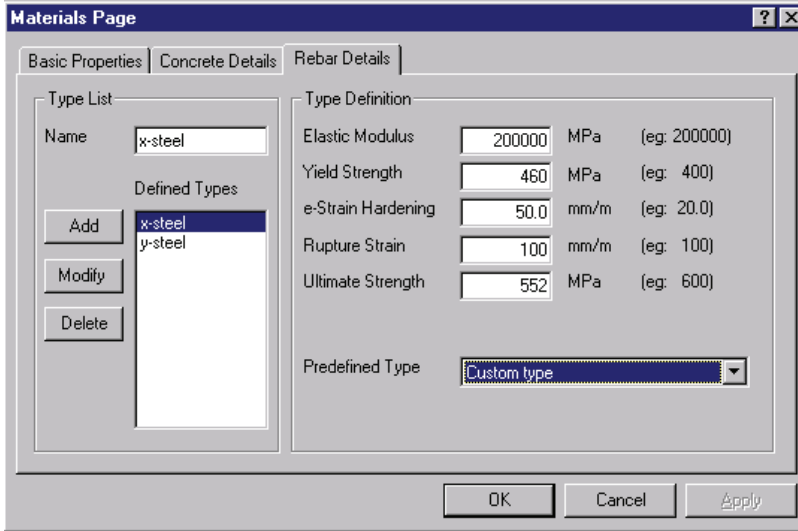 Materials Page
Basic Properties Concrete Details Rebar Details
Type List
Name x-steel
Defined Types
x-steel
y-steel
Add
Modify
Delete
Type Definition
Elastic Modulus 200000 MPa (eg: 200000)
Yield Strength 460 MPa (eg: 400)
e-Strain Hardening 50.0 mm/m (eg: 20.0)
Rupture Strain 100 mm/m (eg: 100)
Ultimate Strength 552 MPa (eg: 600)
Predefined Type Custom type
OK Cancel Apply